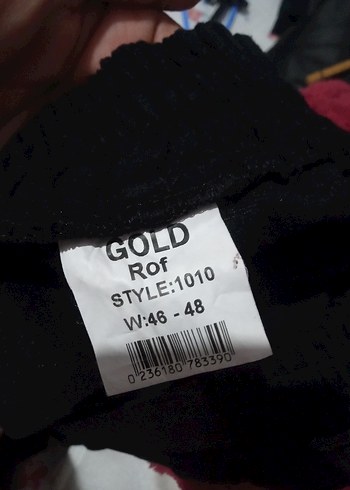 GOLD
Rof
STYLE:1010
W:46 - 48
0 236180 783390